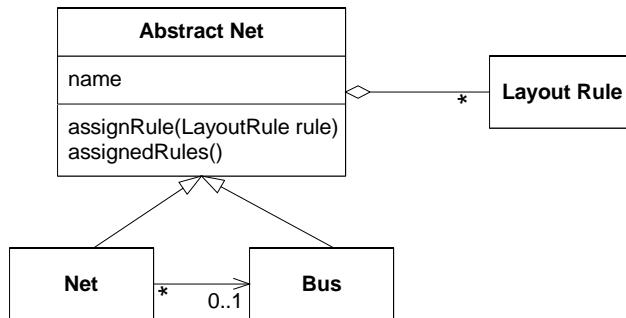 Abstract Net
name
assignRule(LayoutRule rule)
assignedRules()
*
Layout Rule
Net
*
0..1
Bus